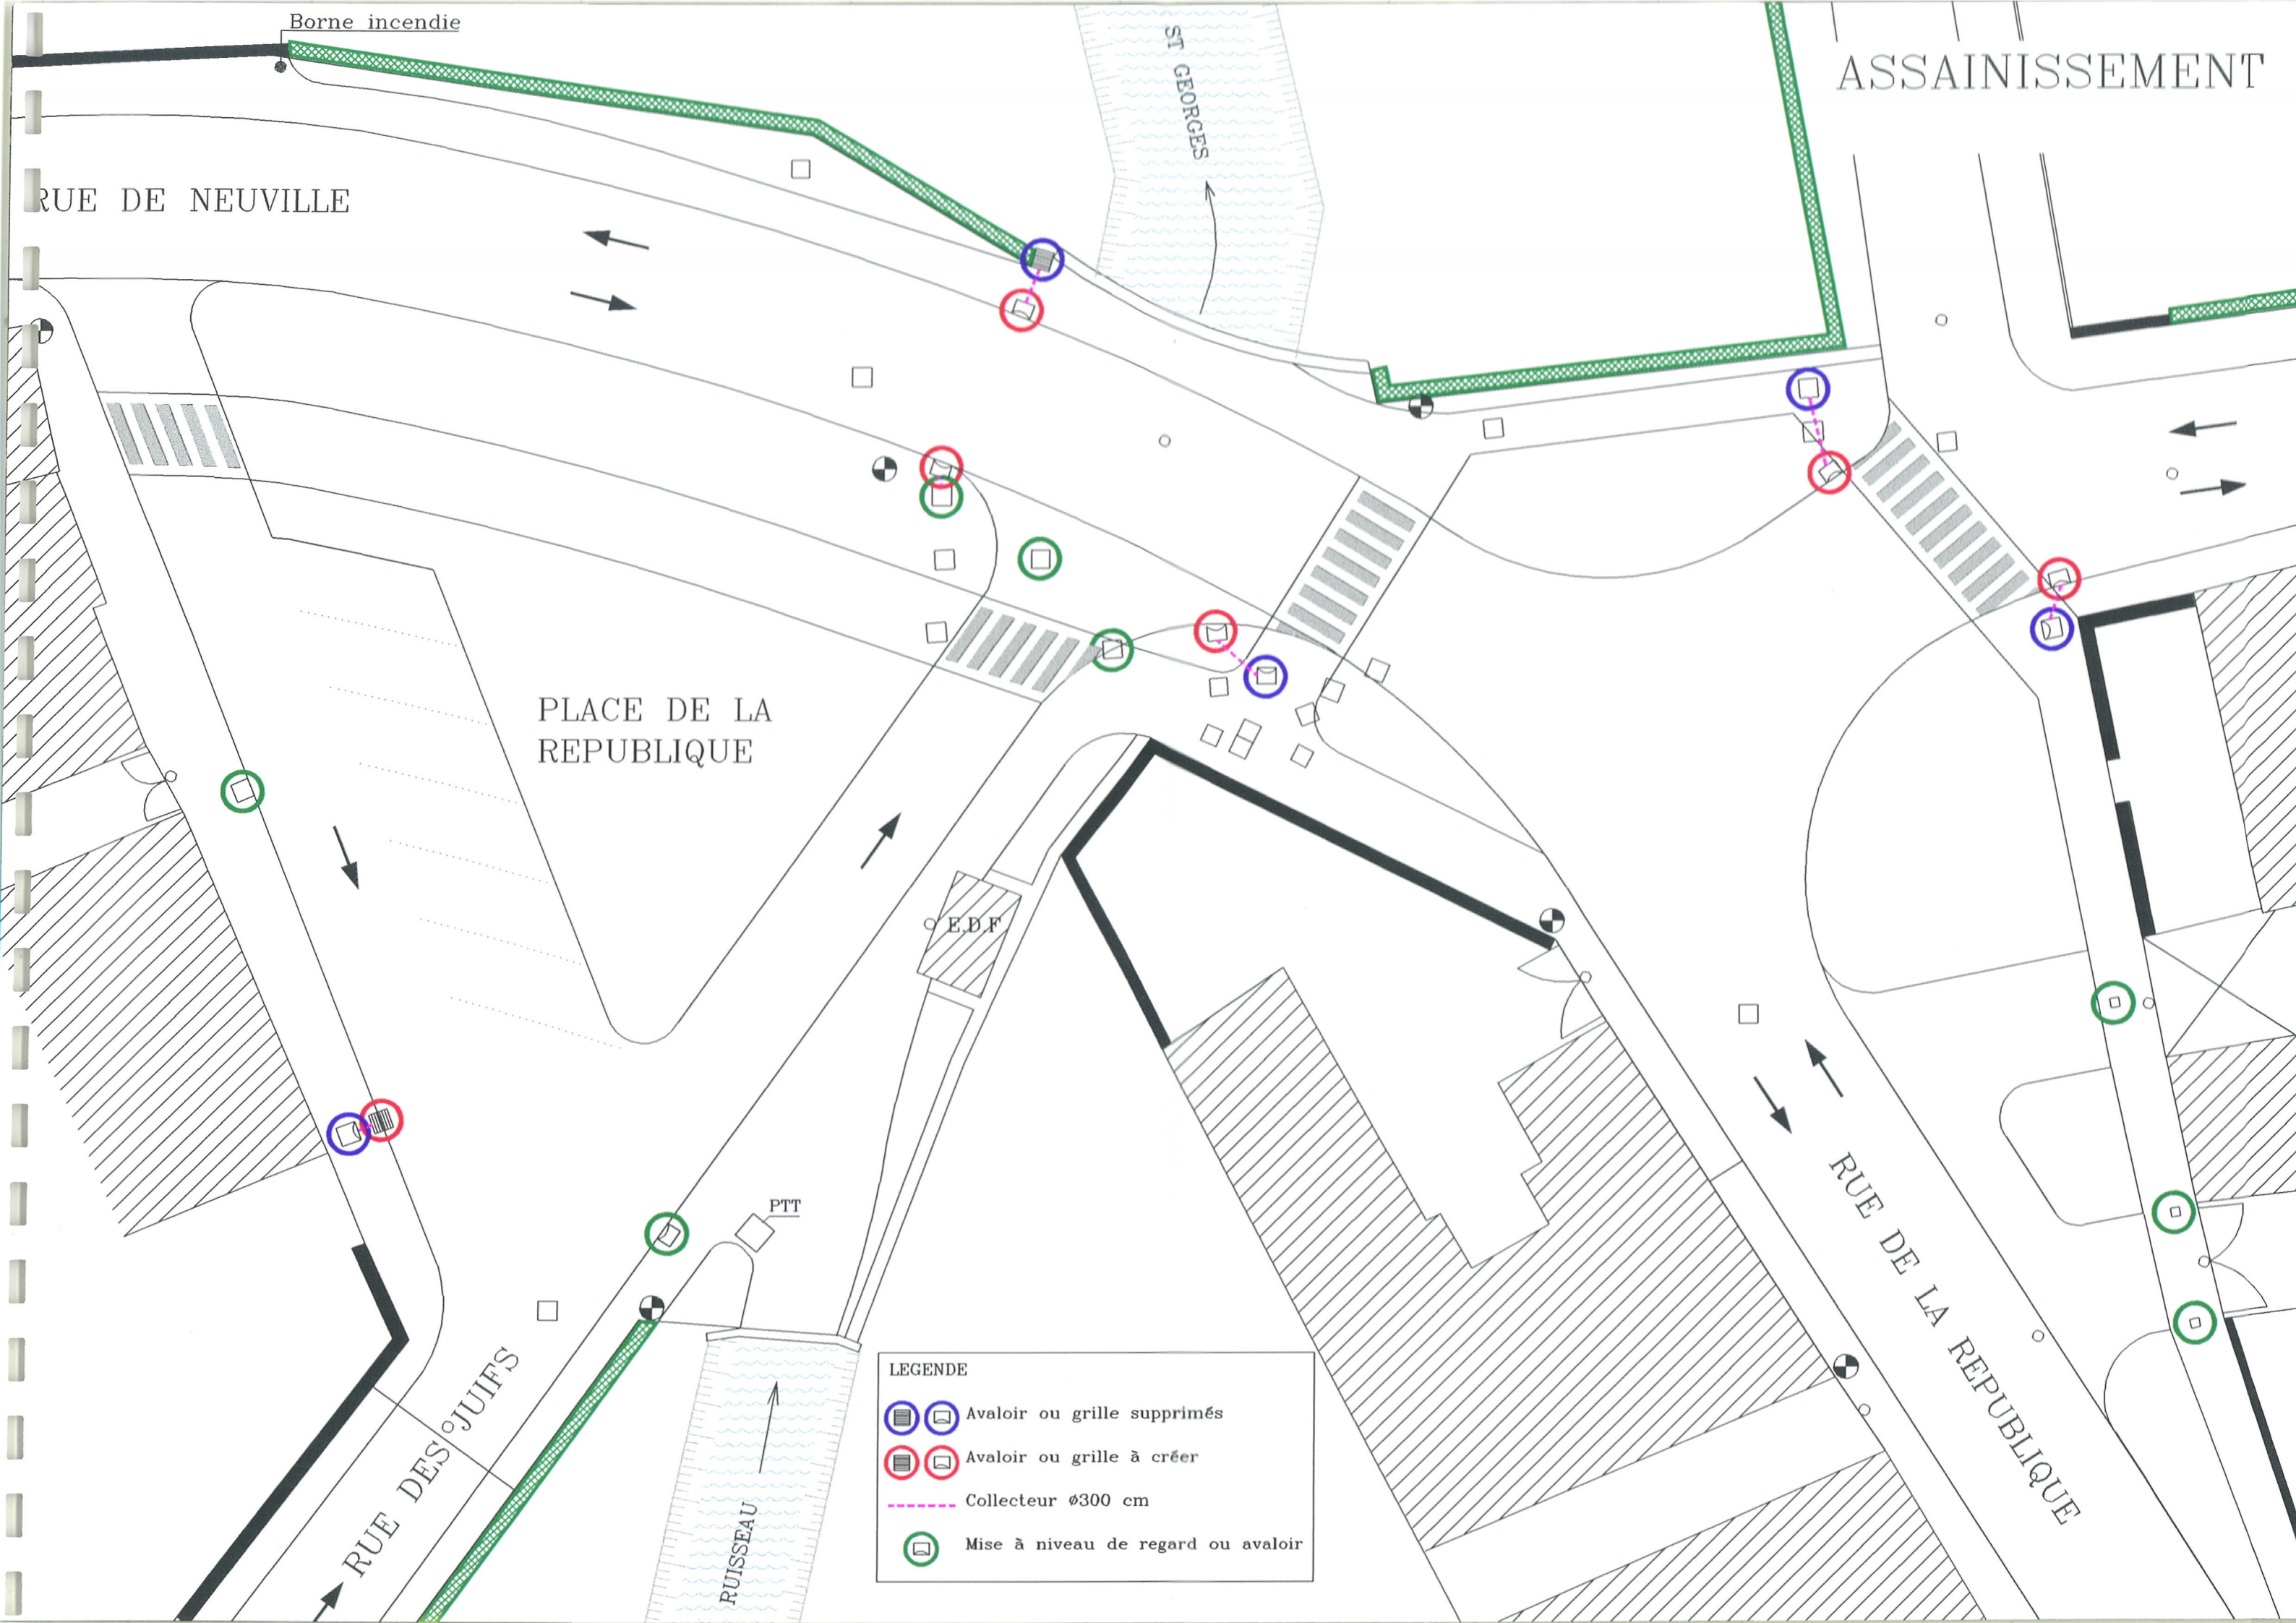 Borne incendie
ST GEORGES
ASSAINISSEMENT
RUE DE NEUVILLE
PLACE DE LA
REPUBLIQUE
E.D.F
PTT
RUE DE LA REPUBLIQUE
RUE DES JUIFS
RUISSEAU
LEGENDE
Avaloir ou grille supprimés
Avaloir ou grille à créer
Collecteur ø300 cm
Mise à niveau de regard ou avaloir